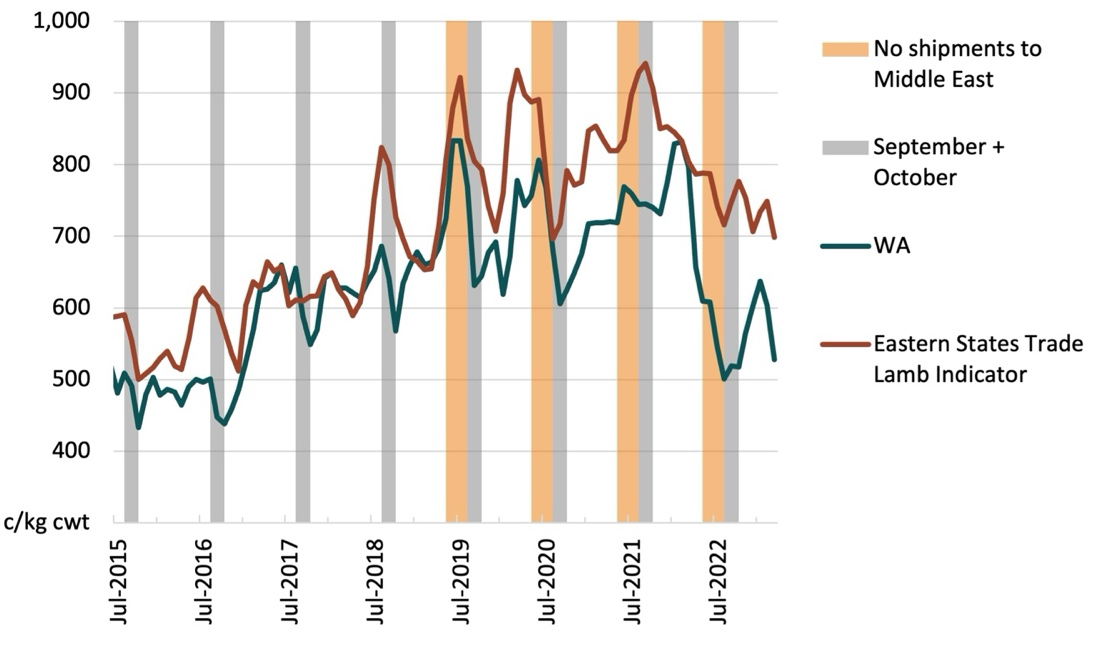 1,000
900
800
700
600
500
400
c/kg cwt
Jul-2015
Jul-2016
Jul-2017
Jul-2018
Jul-2019
Jul-2020
Jul-2021
Jul-2022
No shipments to
Middle East
September +
October
WA
Eastern States Trade
Lamb Indicator